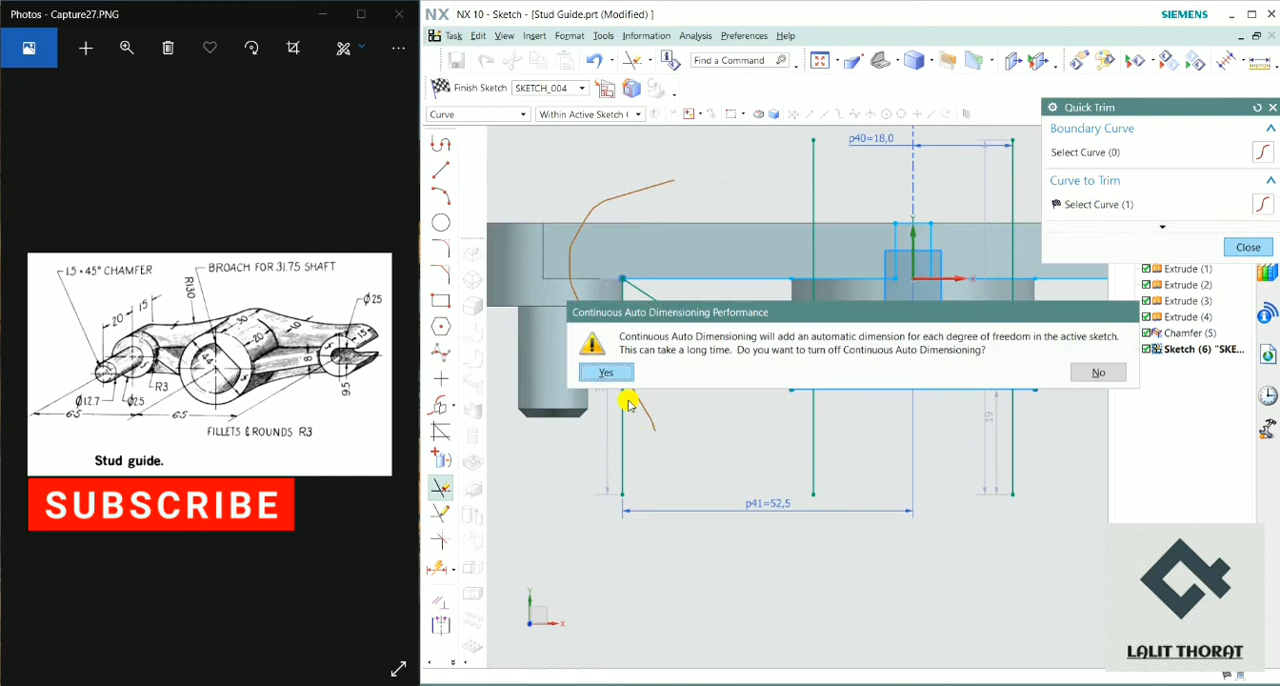 Photos - Capture27.PNG
1.5 × 45° CHAMFER
BROACH FOR 31.75 SHAFT
R130
15
20
Ø25
30
20
44
R3
Ø12.7
Ø25
65
65
FILLETS & ROUNDS R3
Stud guide.
SUBSCRIBE
NX
NX 10 - Sketch - [Stud Guide.prt (Modified) ]
SIEMENS
Task Edit View Insert Format Tools Information Analysis Preferences Help
Find a Command
Finish Sketch SKETCH_004
Curve
Within Active Sketch
Quick Trim
Boundary Curve
Select Curve (0)
Curve to Trim
Select Curve (1)
Close
p40=18,0
Y
X
Extrude (1)
Extrude (2)
Extrude (3)
Extrude (4)
Chamfer (5)
Sketch (6) "SKE...
Continuous Auto Dimensioning Performance
Continuous Auto Dimensioning will add an automatic dimension for each degree of freedom in the active sketch.
This can take a long time. Do you want to turn off Continuous Auto Dimensioning?
Yes
No
19
p41=52,5
Y
X
LALIT THORAT